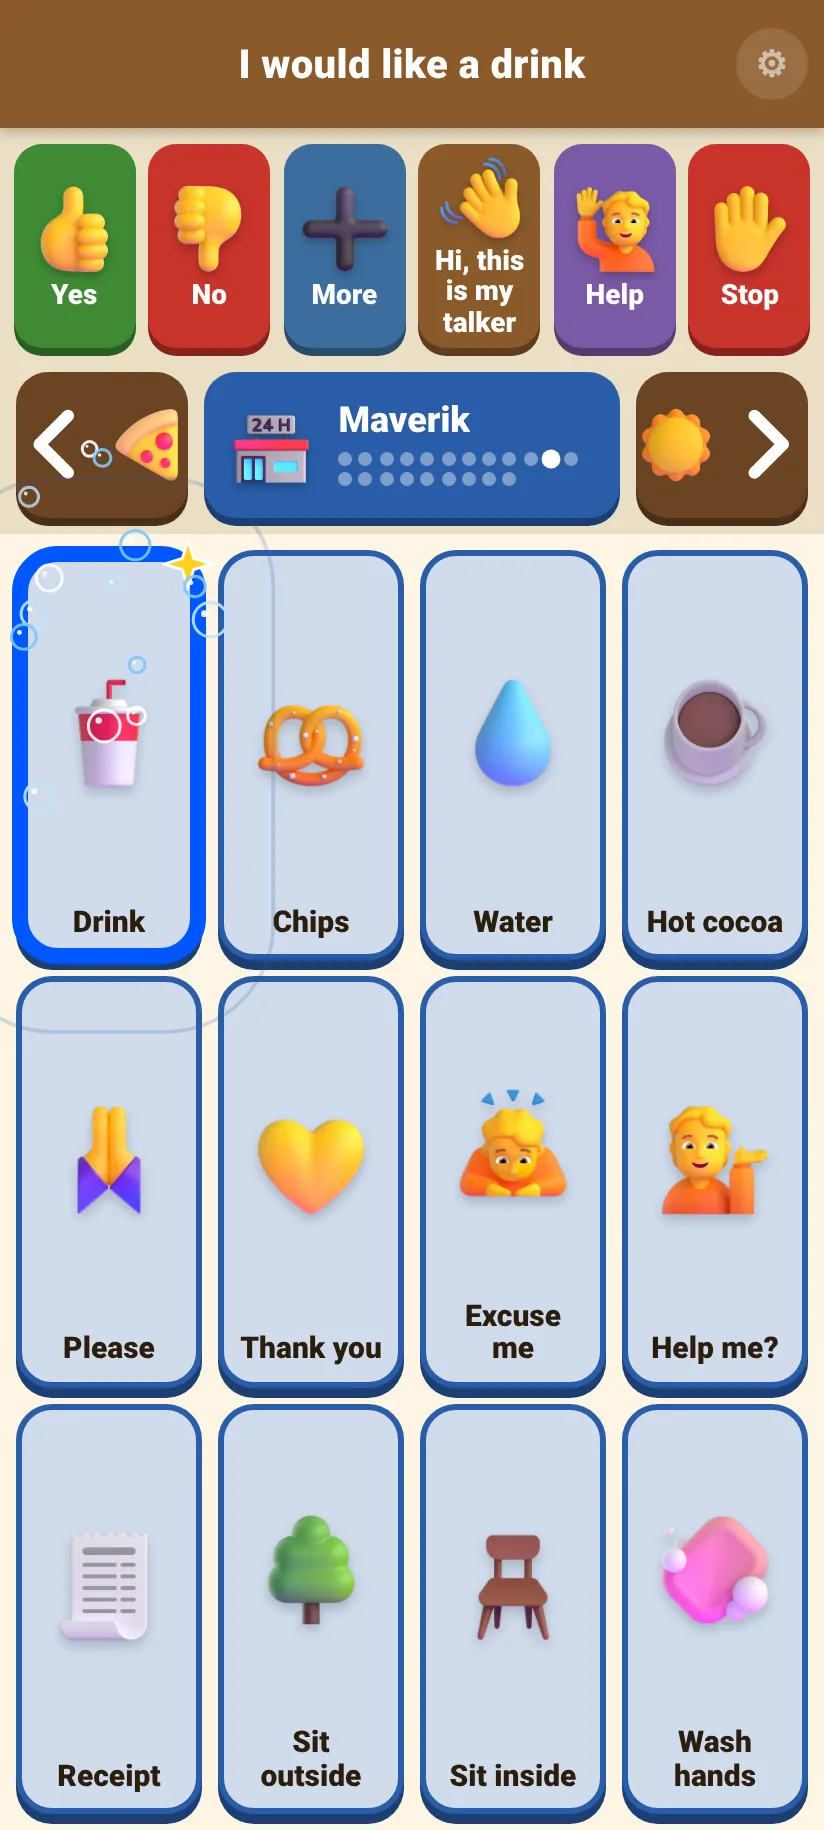 I would like a drink
Yes
No
More
Hi, this
is my
talker
Help
Stop
24 H
Maverik
Drink
Chips
Water
Hot cocoa
Please
Thank you
Excuse
me
Help me?
Receipt
Sit
outside
Sit inside
Wash
hands